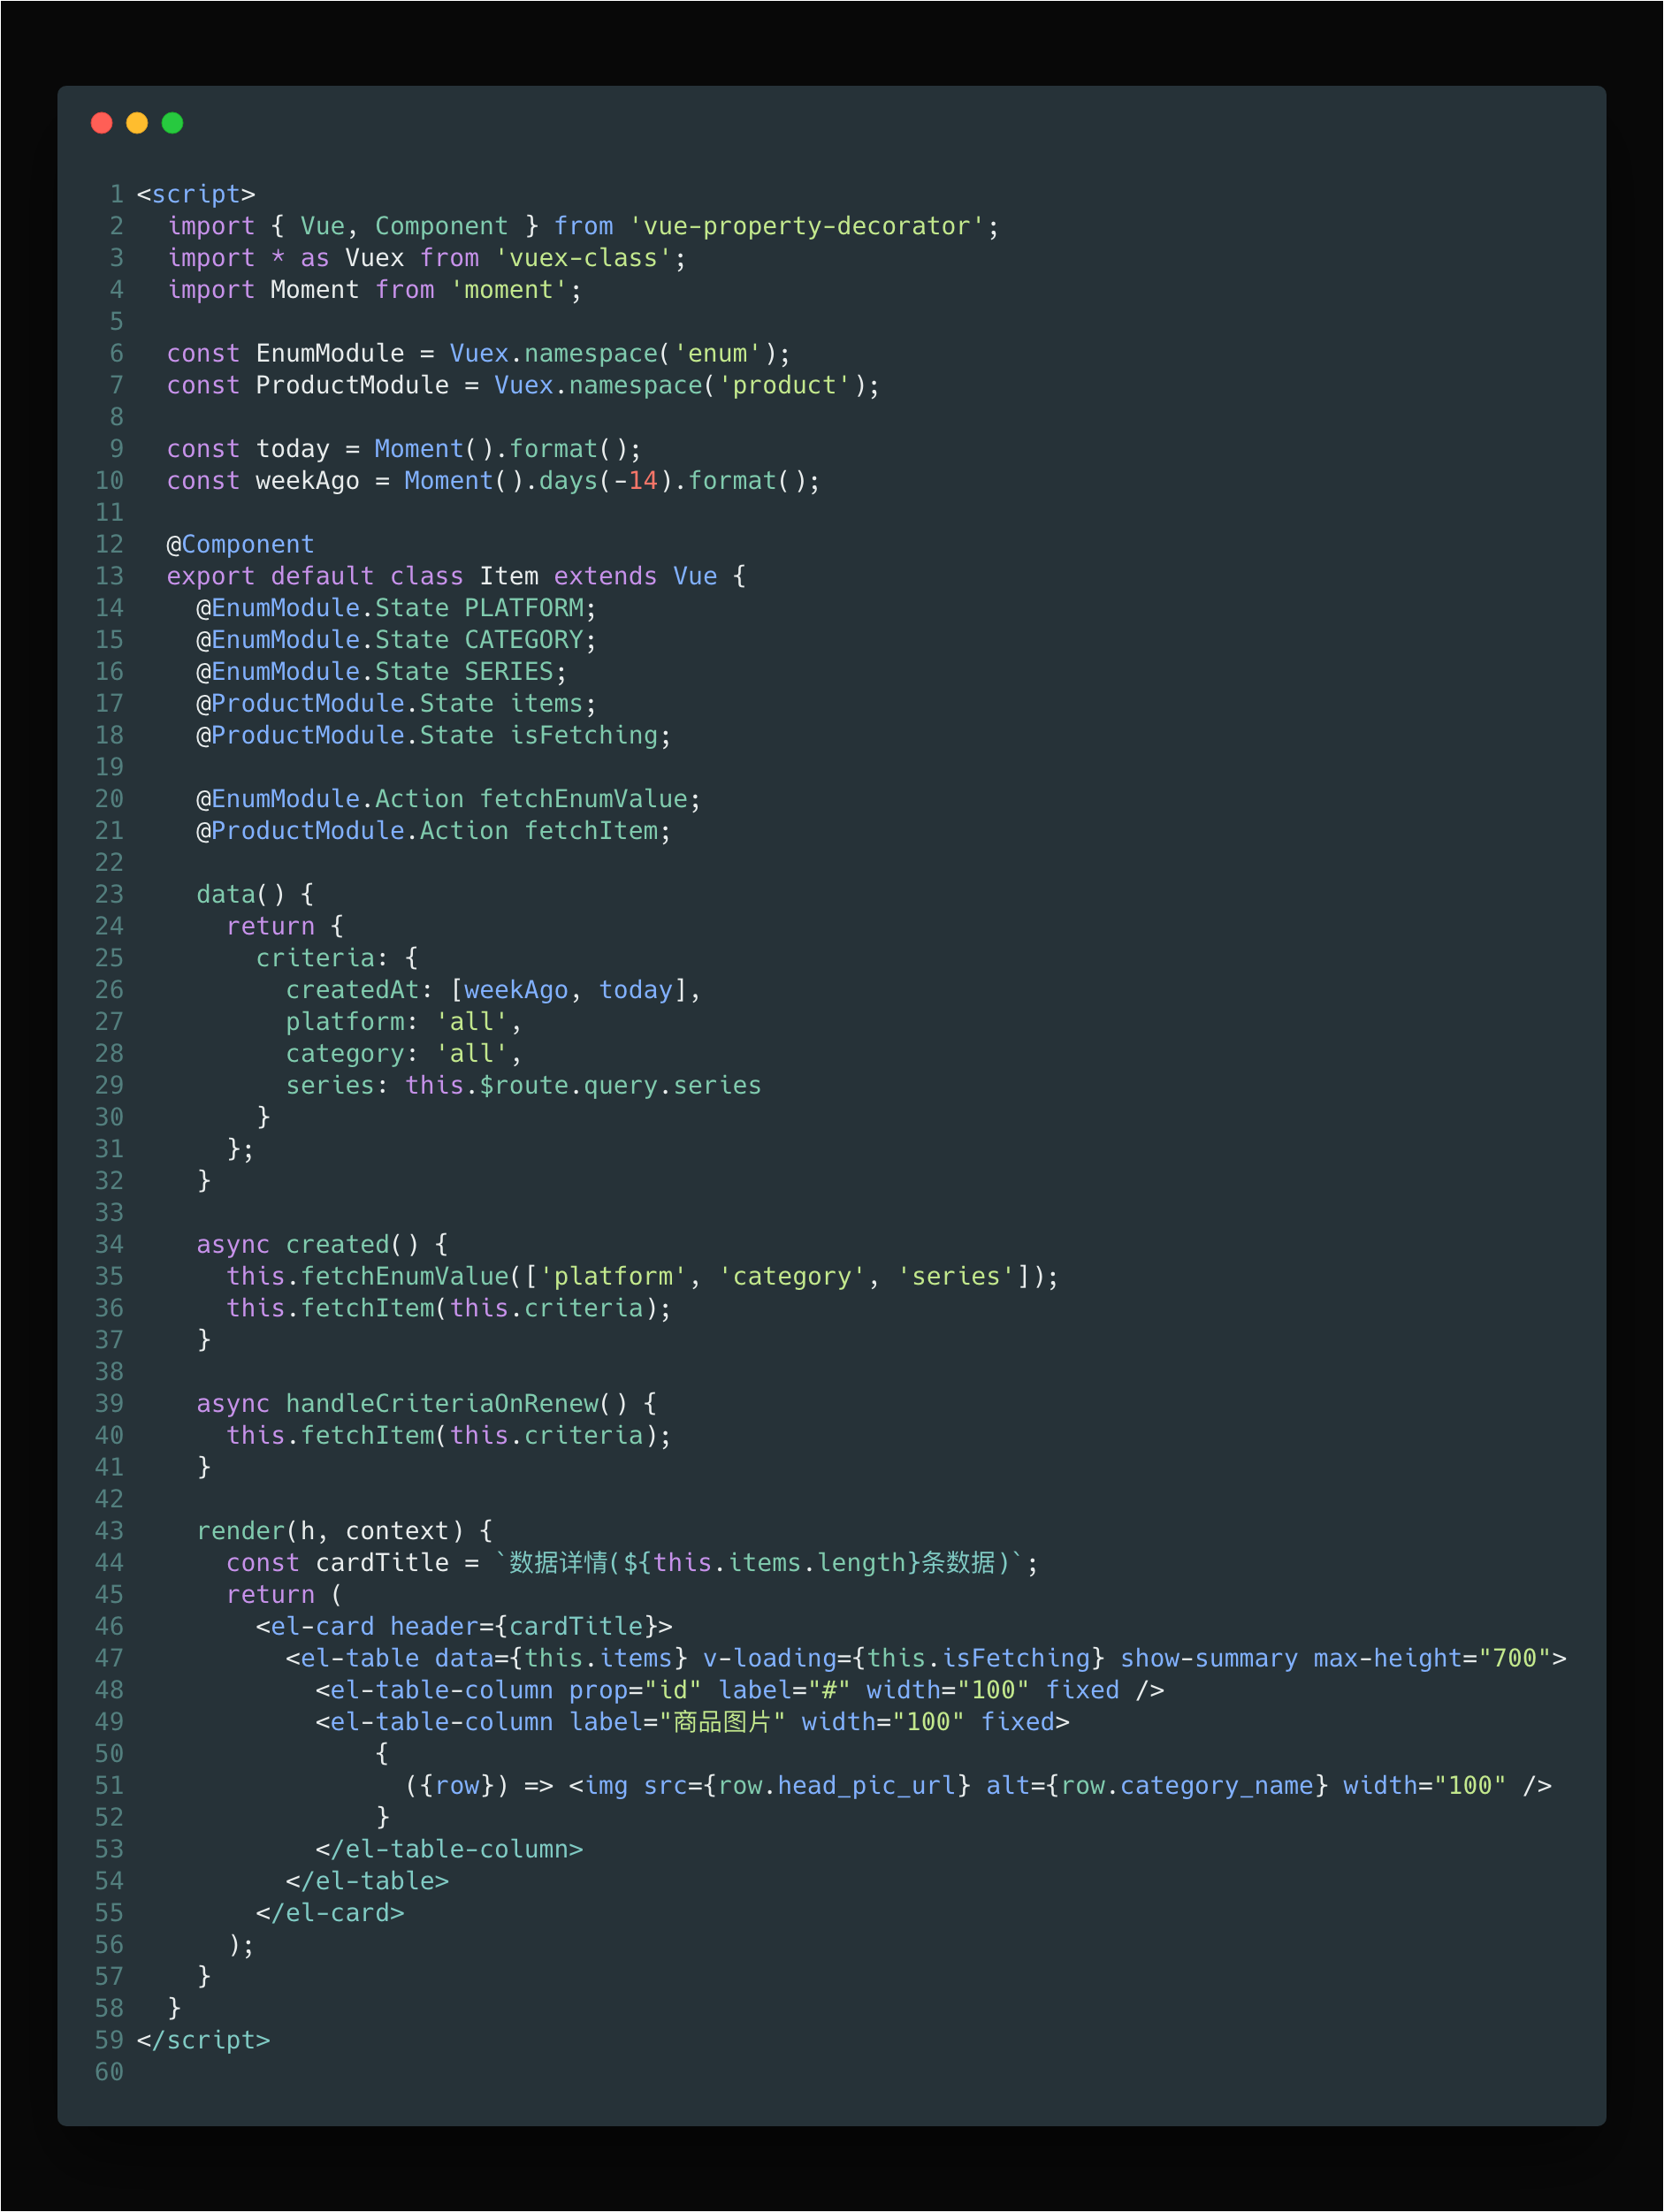 1 <script>
2   import { Vue, Component } from 'vue-property-decorator';
3   import * as Vuex from 'vuex-class';
4   import Moment from 'moment';
5
6   const EnumModule = Vuex.namespace('enum');
7   const ProductModule = Vuex.namespace('product');
8
9   const today = Moment().format();
10   const weekAgo = Moment().days(-14).format();
11
12   @Component
13   export default class Item extends Vue {
14     @EnumModule.State PLATFORM;
15     @EnumModule.State CATEGORY;
16     @EnumModule.State SERIES;
17     @ProductModule.State items;
18     @ProductModule.State isFetching;
19
20     @EnumModule.Action fetchEnumValue;
21     @ProductModule.Action fetchItem;
22
23     data() {
24       return {
25         criteria: {
26           createdAt: [weekAgo, today],
27           platform: 'all',
28           category: 'all',
29           series: this.$route.query.series
30         }
31       };
32     }
33
34     async created() {
35       this.fetchEnumValue(['platform', 'category', 'series']);
36       this.fetchItem(this.criteria);
37     }
38
39     async handleCriteriaOnRenew() {
40       this.fetchItem(this.criteria);
41     }
42
43     render(h, context) {
44       const cardTitle = `数据详情(${this.items.length}条数据)`;
45       return (
46         <el-card header={cardTitle}>
47           <el-table data={this.items} v-loading={this.isFetching} show-summary max-height="700">
48             <el-table-column prop="id" label="#" width="100" fixed />
49             <el-table-column label="商品图片" width="100" fixed>
50                 {
51                   ({row}) => <img src={row.head_pic_url} alt={row.category_name} width="100" />
52                 }
53             </el-table-column>
54           </el-table>
55         </el-card>
56       );
57     }
58   }
59 </script>
60